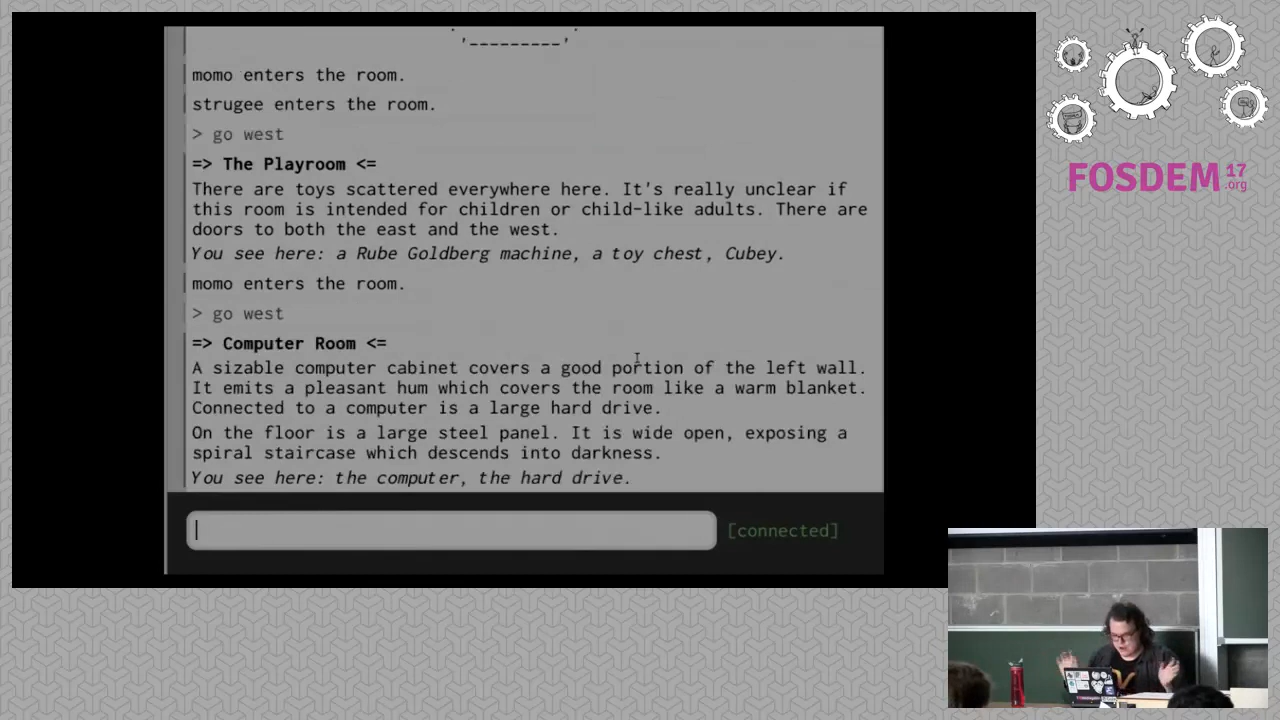 momo enters the room.
strugee enters the room.
> go west
=> The Playroom <=
There are toys scattered everywhere here. It's really unclear if
this room is intended for children or child-like adults. There are
doors to both the east and the west.
You see here: a Rube Goldberg machine, a toy chest, Cubey.
momo enters the room.
> go west
=> Computer Room <=
A sizable computer cabinet covers a good portion of the left wall.
It emits a pleasant hum which covers the room like a warm blanket.
Connected to a computer is a large hard drive.
On the floor is a large steel panel. It is wide open, exposing a
spiral staircase which descends into darkness.
You see here: the computer, the hard drive.
[connected]
FOSDEM 17
.org